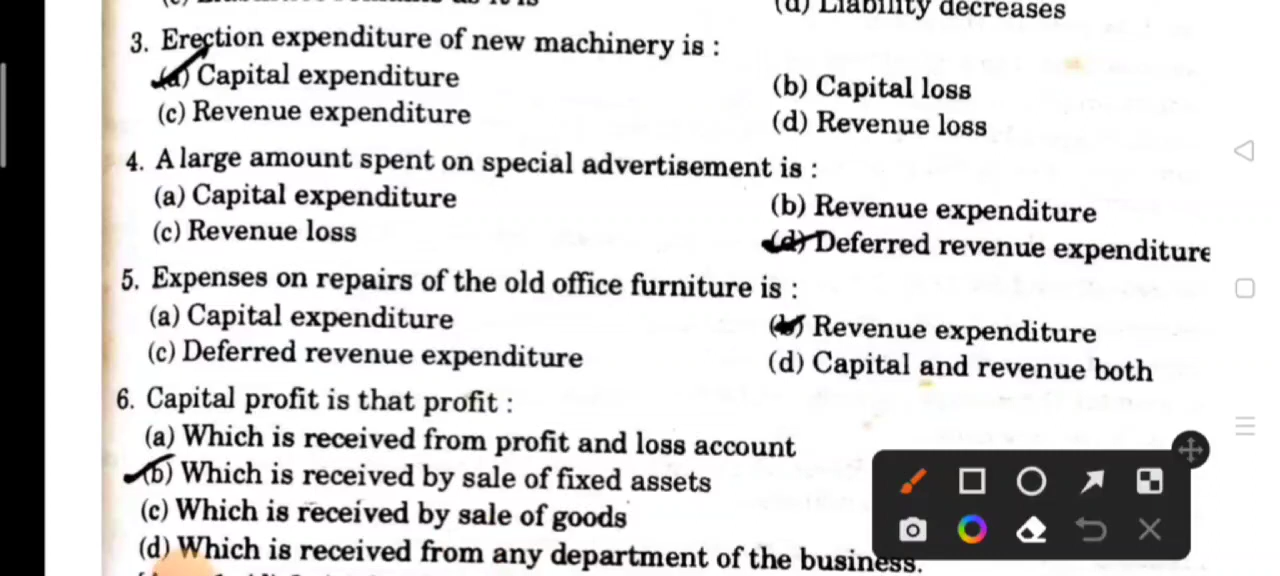 (d) Liability decreases
3. Erection expenditure of new machinery is :
(a) Capital expenditure
(b) Capital loss
(c) Revenue expenditure
(d) Revenue loss
4. A large amount spent on special advertisement is :
(a) Capital expenditure
(b) Revenue expenditure
(c) Revenue loss
(d) Deferred revenue expenditure
5. Expenses on repairs of the old office furniture is :
(a) Capital expenditure
(b) Revenue expenditure
(c) Deferred revenue expenditure
(d) Capital and revenue both
6. Capital profit is that profit :
(a) Which is received from profit and loss account
(b) Which is received by sale of fixed assets
(c) Which is received by sale of goods
(d) Which is received from any department of the business.